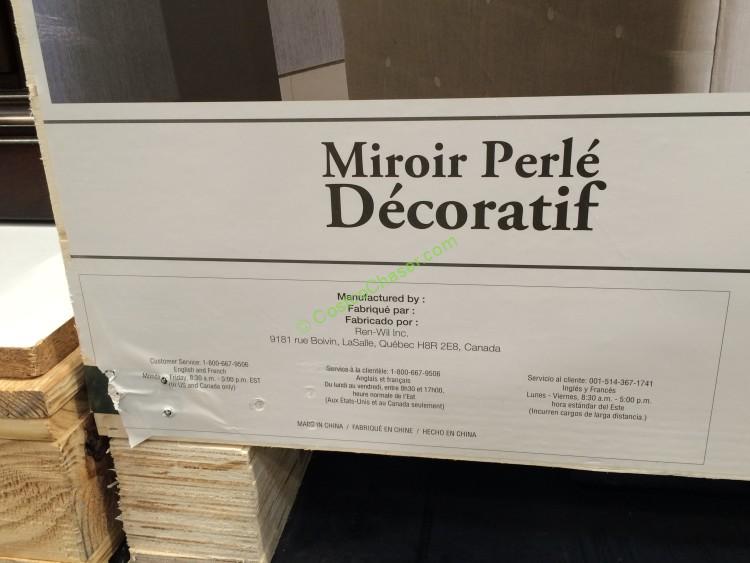 Miroir Perlé
Décoratif
© CostcoChaser.com
Manufactured by :
Fabriqué par :
Fabricado por :
Ren-Wil Inc.
9181 rue Boivin, LaSalle, Québec H8R 2E8, Canada
Customer Service: 1-800-667-9506
English and French
Friday, 8:30 a.m. - 5:00 p.m. EST
US and Canada only)
Service à la clientèle: 1-800-667-9506
Anglais et français
Du lundi au vendredi, entre 8h30 et 17h00,
heure normale de l'Est
(Aux États-Unis et au Canada seulement)
Servicio al cliente: 001-514-367-1741
Inglés y Francés
Lunes - Viernes, 8:30 a.m. - 5:00 p.m.
hora estándar del Este
(Incurren cargos de larga distancia.)
MADE IN CHINA / FABRIQUÉ EN CHINE / HECHO EN CHINA